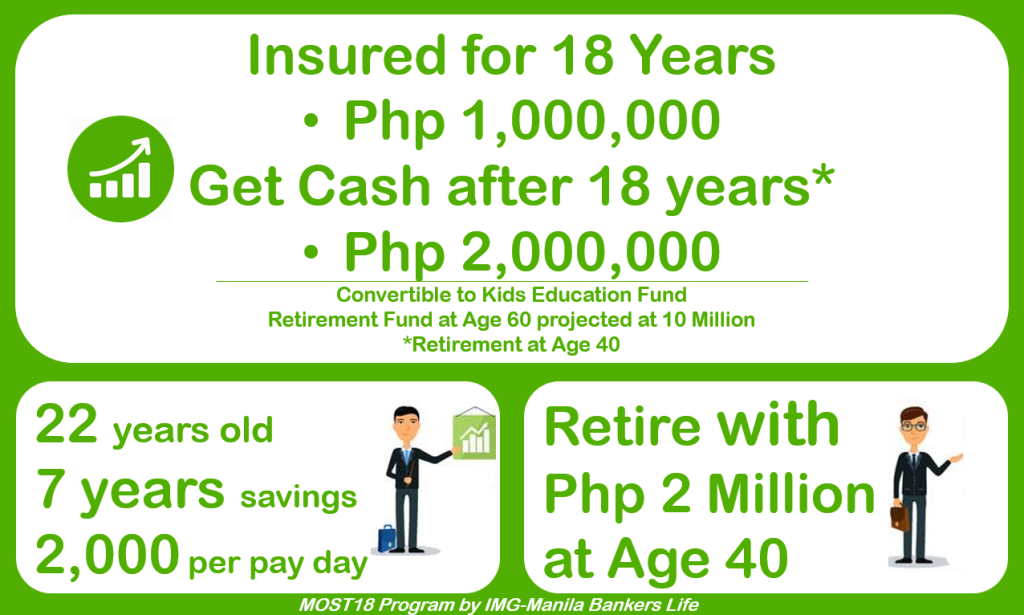 Insured for 18 Years
• Php 1,000,000
Get Cash after 18 years*
• Php 2,000,000
Convertible to Kids Education Fund
Retirement Fund at Age 60 projected at 10 Million
*Retirement at Age 40
22 years old
7 years savings
2,000 per pay day
Retire with
Php 2 Million
at Age 40
MOST18 Program by IMG-Manila Bankers Life